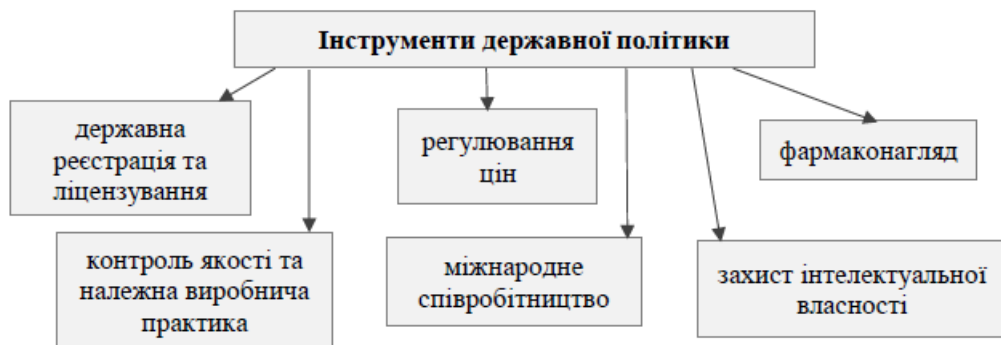 Інструменти державної політики
державна
реєстрація та
ліцензування
регулювання
цін
фармаконагляд
контроль якості та
належна виробнича
практика
міжнародне
співробітництво
захист інтелектуальної
власності